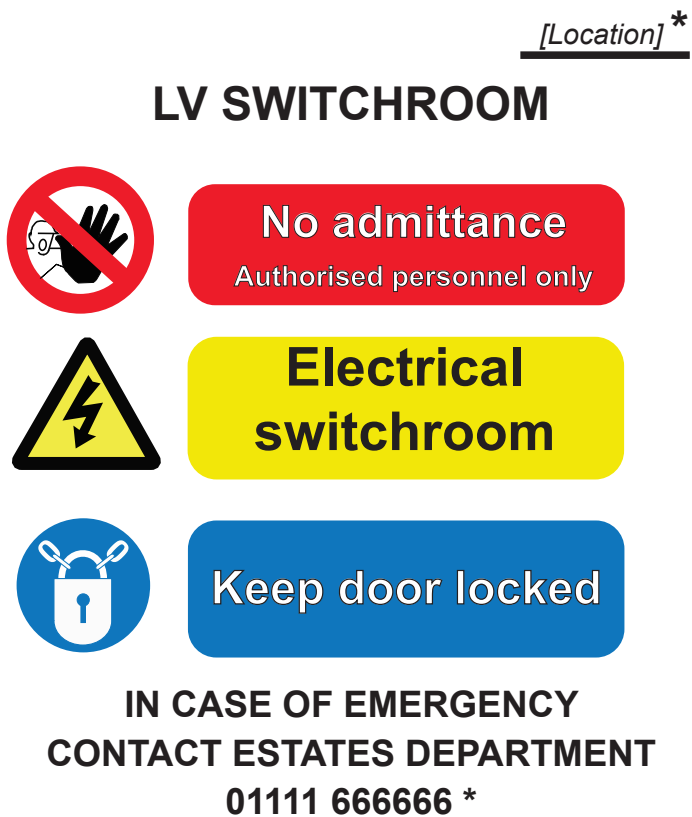 [Location] *
LV SWITCHROOM
No admittance
Authorised personnel only
Electrical
switchroom
Keep door locked
IN CASE OF EMERGENCY
CONTACT ESTATES DEPARTMENT
01111 666666 *